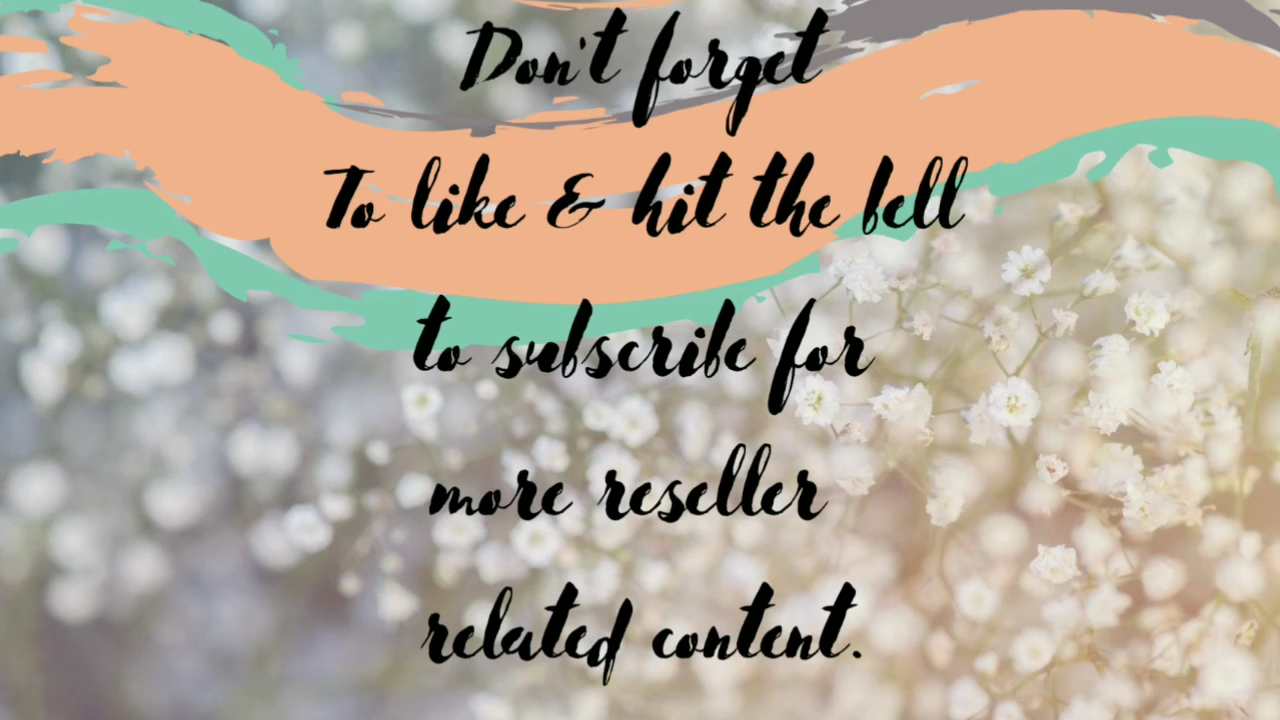 Don't forget
To like & hit the bell
to subscribe for
more reseller
related content.